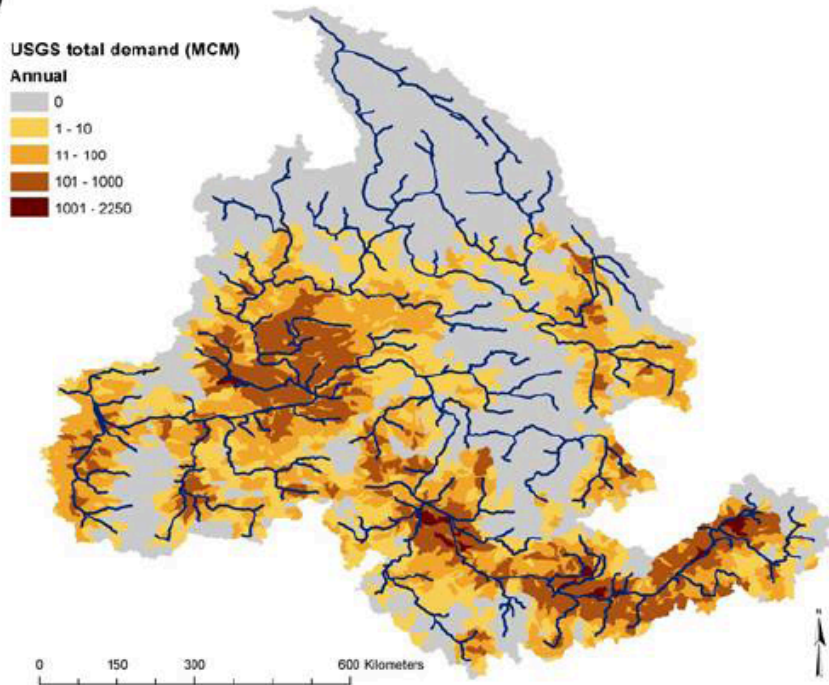 USGS total demand (MCM)
Annual
0
1 - 10
11 - 100
101 - 1000
1001 - 2250
N
0 150 300 600 Kilometers